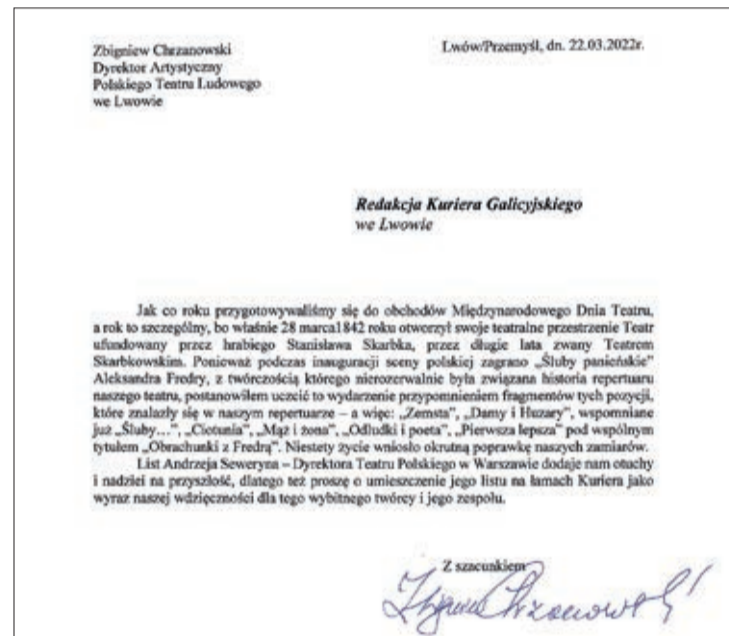 Zbigniew Chrzanowski
Dyrektor Artystyczny
Polskiego Teatru Ludowego
we Lwowie
Lwów/Przemyśl, dn. 22.03.2022r.
Redakcja Kuriera Galicyjskiego
we Lwowie
Jak co roku przygotowywaliśmy się do obchodów Międzynarodowego Dnia Teatru,
a rok to szczególny, bo właśnie 28 marca1842 roku otworzył swoje teatralne przestrzenie Teatr
ufundowany przez hrabiego Stanisława Skarbka, przez długie lata zwany Teatrem
Skarbkowskim. Ponieważ podczas inauguracji sceny polskiej zagrano „Śluby panieńskie”
Aleksandra Fredry, z twórczością którego nierozerwalnie była związana historia repertuaru
naszego teatru, postanowiłem uczcić to wydarzenie przypomnieniem fragmentów tych pozycji,
które znalazły się w naszym repertuarze – a więc: „Zemsta”, „Damy i Huzary”, wspomniane
już „Śluby…”, „Ciotunia”, „Mąż i żona”, „Odludki i poeta”, „Pierwsza lepsza” pod wspólnym
tytułem „Obrachunki z Fredrą”. Niestety życie wniosło okrutną poprawkę naszych zamiarów.
List Andrzeja Seweryna – Dyrektora Teatru Polskiego w Warszawie dodaje nam otuchy
i nadziei na przyszłość, dlatego też proszę o umieszczenie jego listu na łamach Kuriera jako
wyraz naszej wdzięczności dla tego wybitnego twórcy i jego zespołu.
Z szacunkiem
Zbigniew Chrzanowski